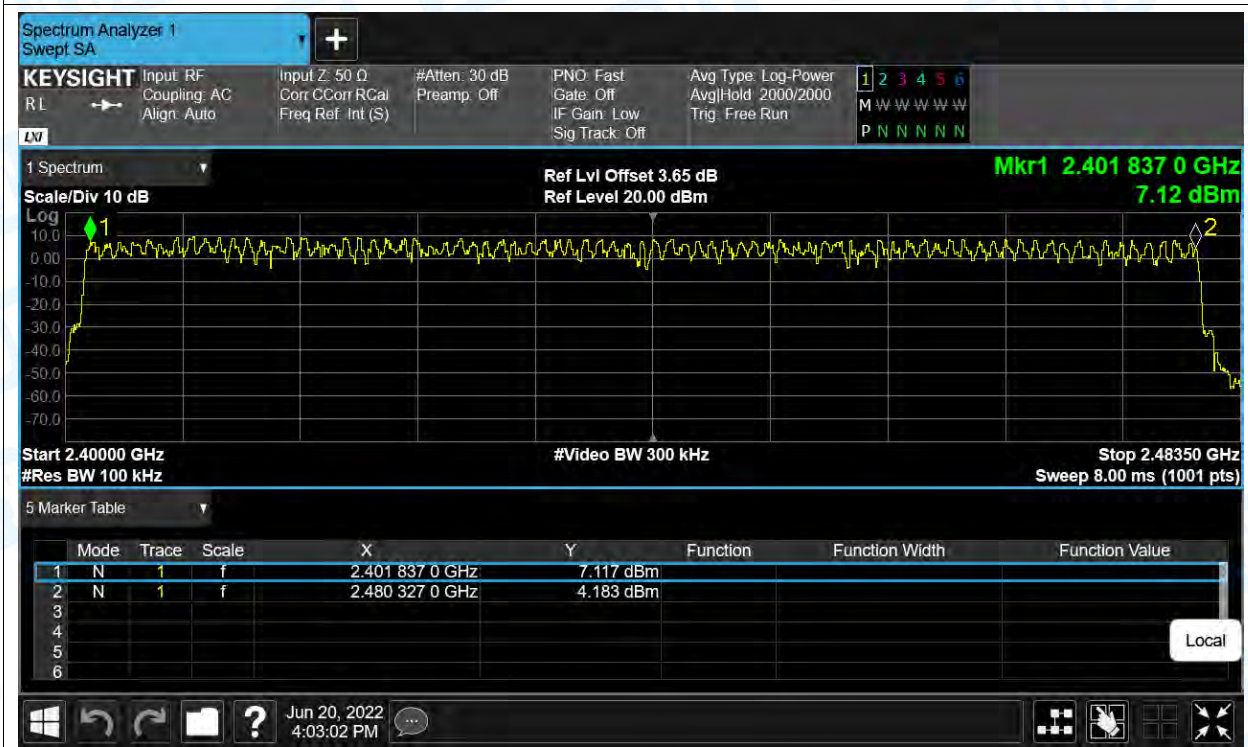 Spectrum Analyzer 1
Swept SA
+
KEYSIGHT Input: RF Input Z: 50 Ω #Atten: 30 dB PNO: Fast Avg Type: Log-Power 1 2 3 4 5 6
RL Coupling: AC Corr CCorr RCal Preamp: Off Gate: Off Avg|Hold: 2000/2000 M W W W W W
Align: Auto Freq Ref: Int (S) IF Gain: Low Trig: Free Run
LXI Sig Track: Off P N N N N N
1 Spectrum Ref Lvl Offset 3.65 dB Mkr1 2.401 837 0 GHz
Scale/Div 10 dB Ref Level 20.00 dBm 7.12 dBm
Log
1 2
10.0
0.00
-10.0
-20.0
-30.0
-40.0
-50.0
-60.0
-70.0
Start 2.40000 GHz #Video BW 300 kHz Stop 2.48350 GHz
#Res BW 100 kHz Sweep 8.00 ms (1001 pts)
5 Marker Table
Mode Trace Scale X Y Function Function Width Function Value
1 N 1 f 2.401 837 0 GHz 7.117 dBm
2 N 1 f 2.480 327 0 GHz 4.183 dBm
3
4
5
6
Local
? Jun 20, 2022
4:03:02 PM